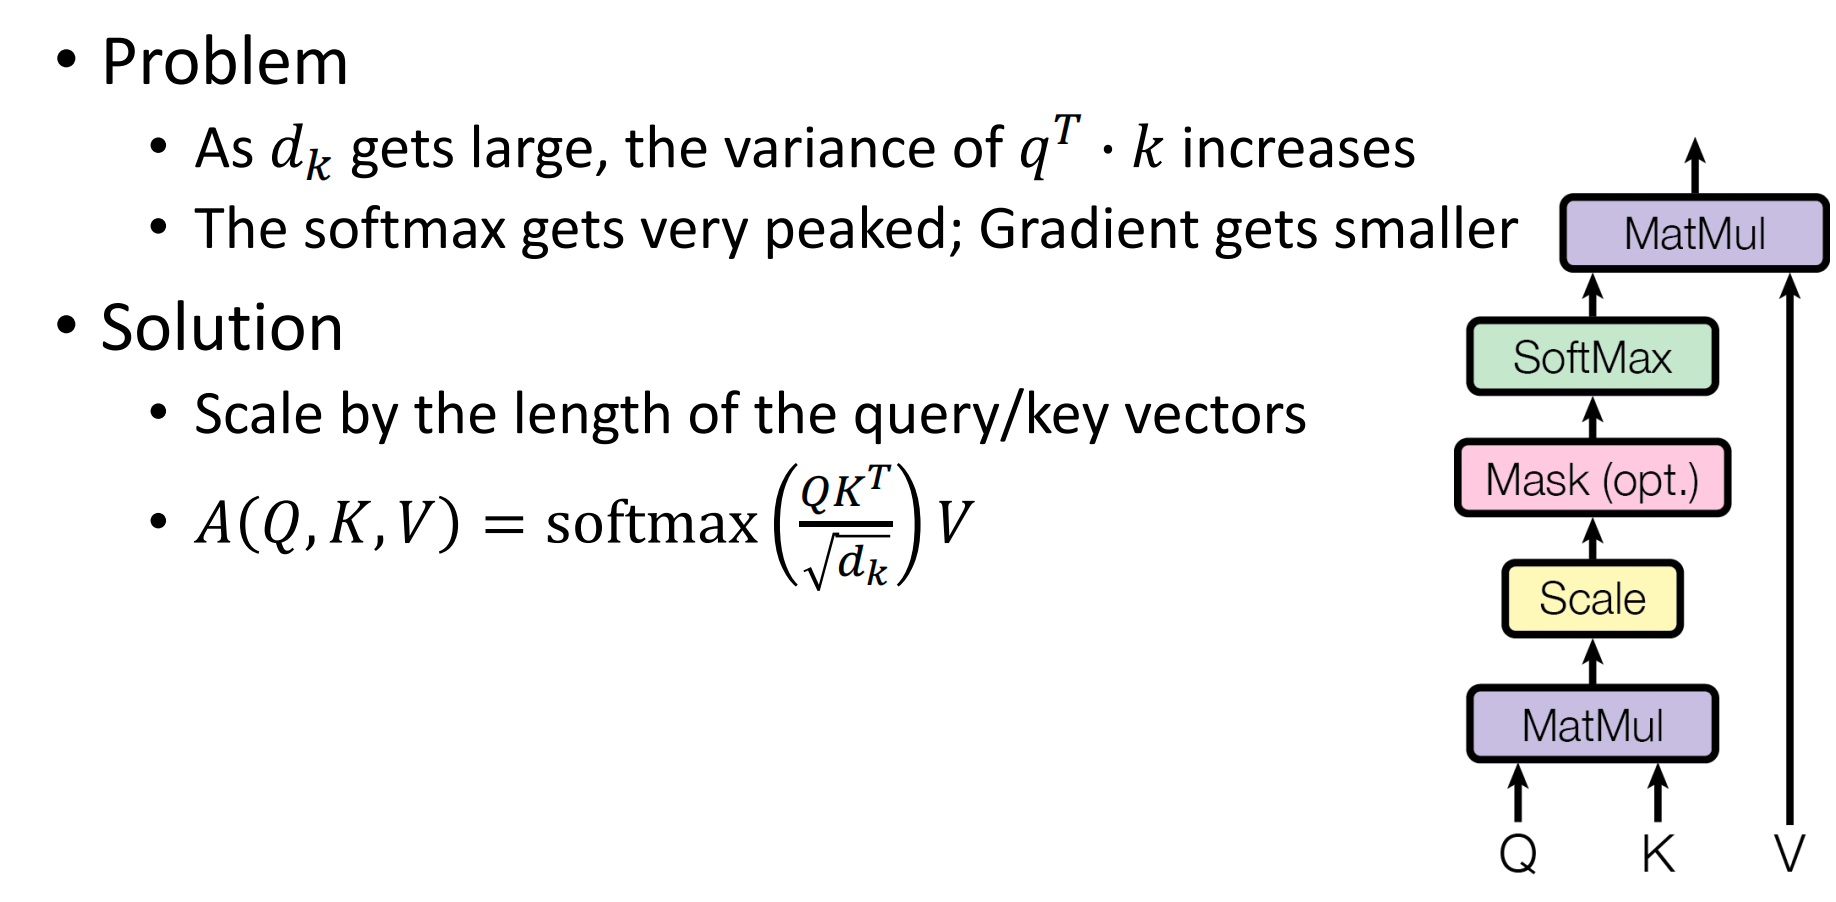 • Problem
• As d_k gets large, the variance of q^T · k increases
• The softmax gets very peaked; Gradient gets smaller
• Solution
• Scale by the length of the query/key vectors
• A(Q, K, V) = softmax(QK^T / √d_k) V
MatMul
SoftMax
Mask (opt.)
Scale
MatMul
Q K V